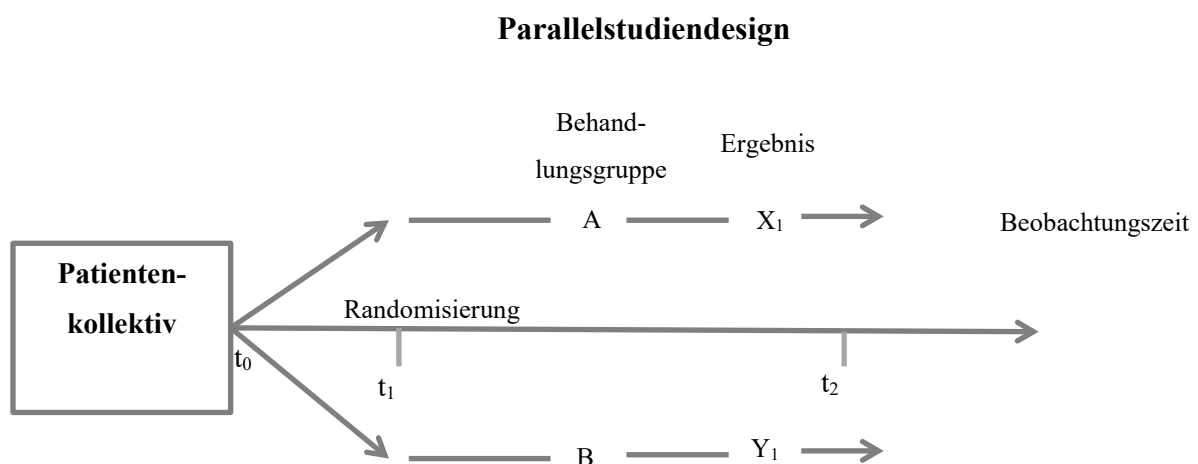 Parallelstudiendesign
Behand-
lungsgruppe
Ergebnis
A
X₁
Beobachtungszeit
Patienten-
kollektiv
Randomisierung
t₀
t₁
t₂
B
Y₁